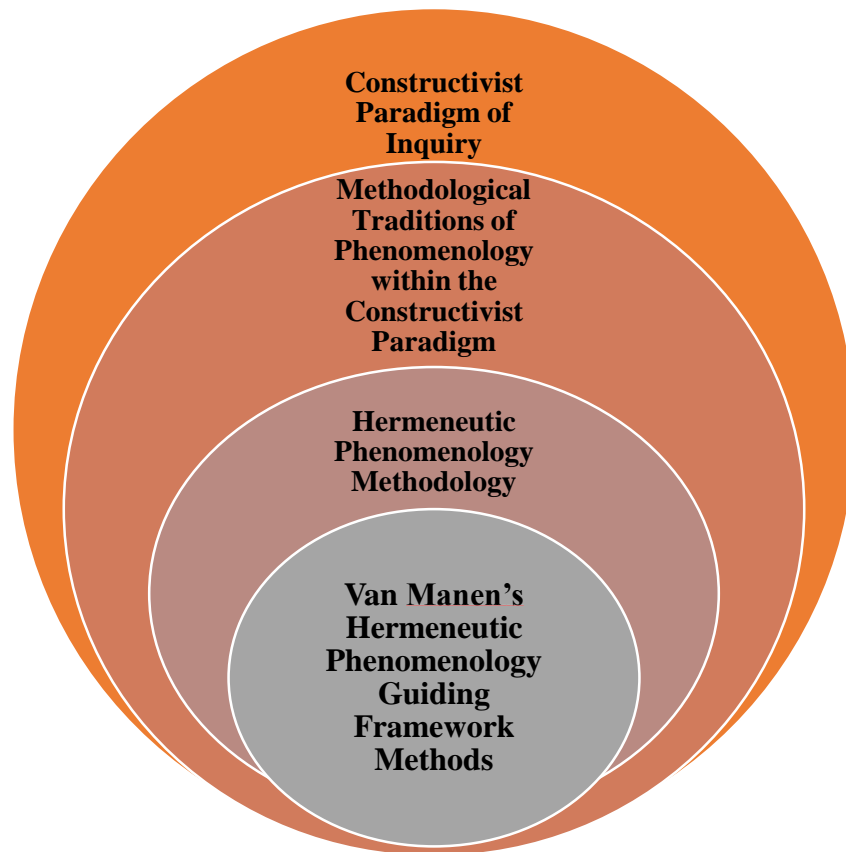 Constructivist
Paradigm of
Inquiry
Methodological
Traditions of
Phenomenology
within the
Constructivist
Paradigm
Hermeneutic
Phenomenology
Methodology
Van Manen’s
Hermeneutic
Phenomenology
Guiding
Framework
Methods